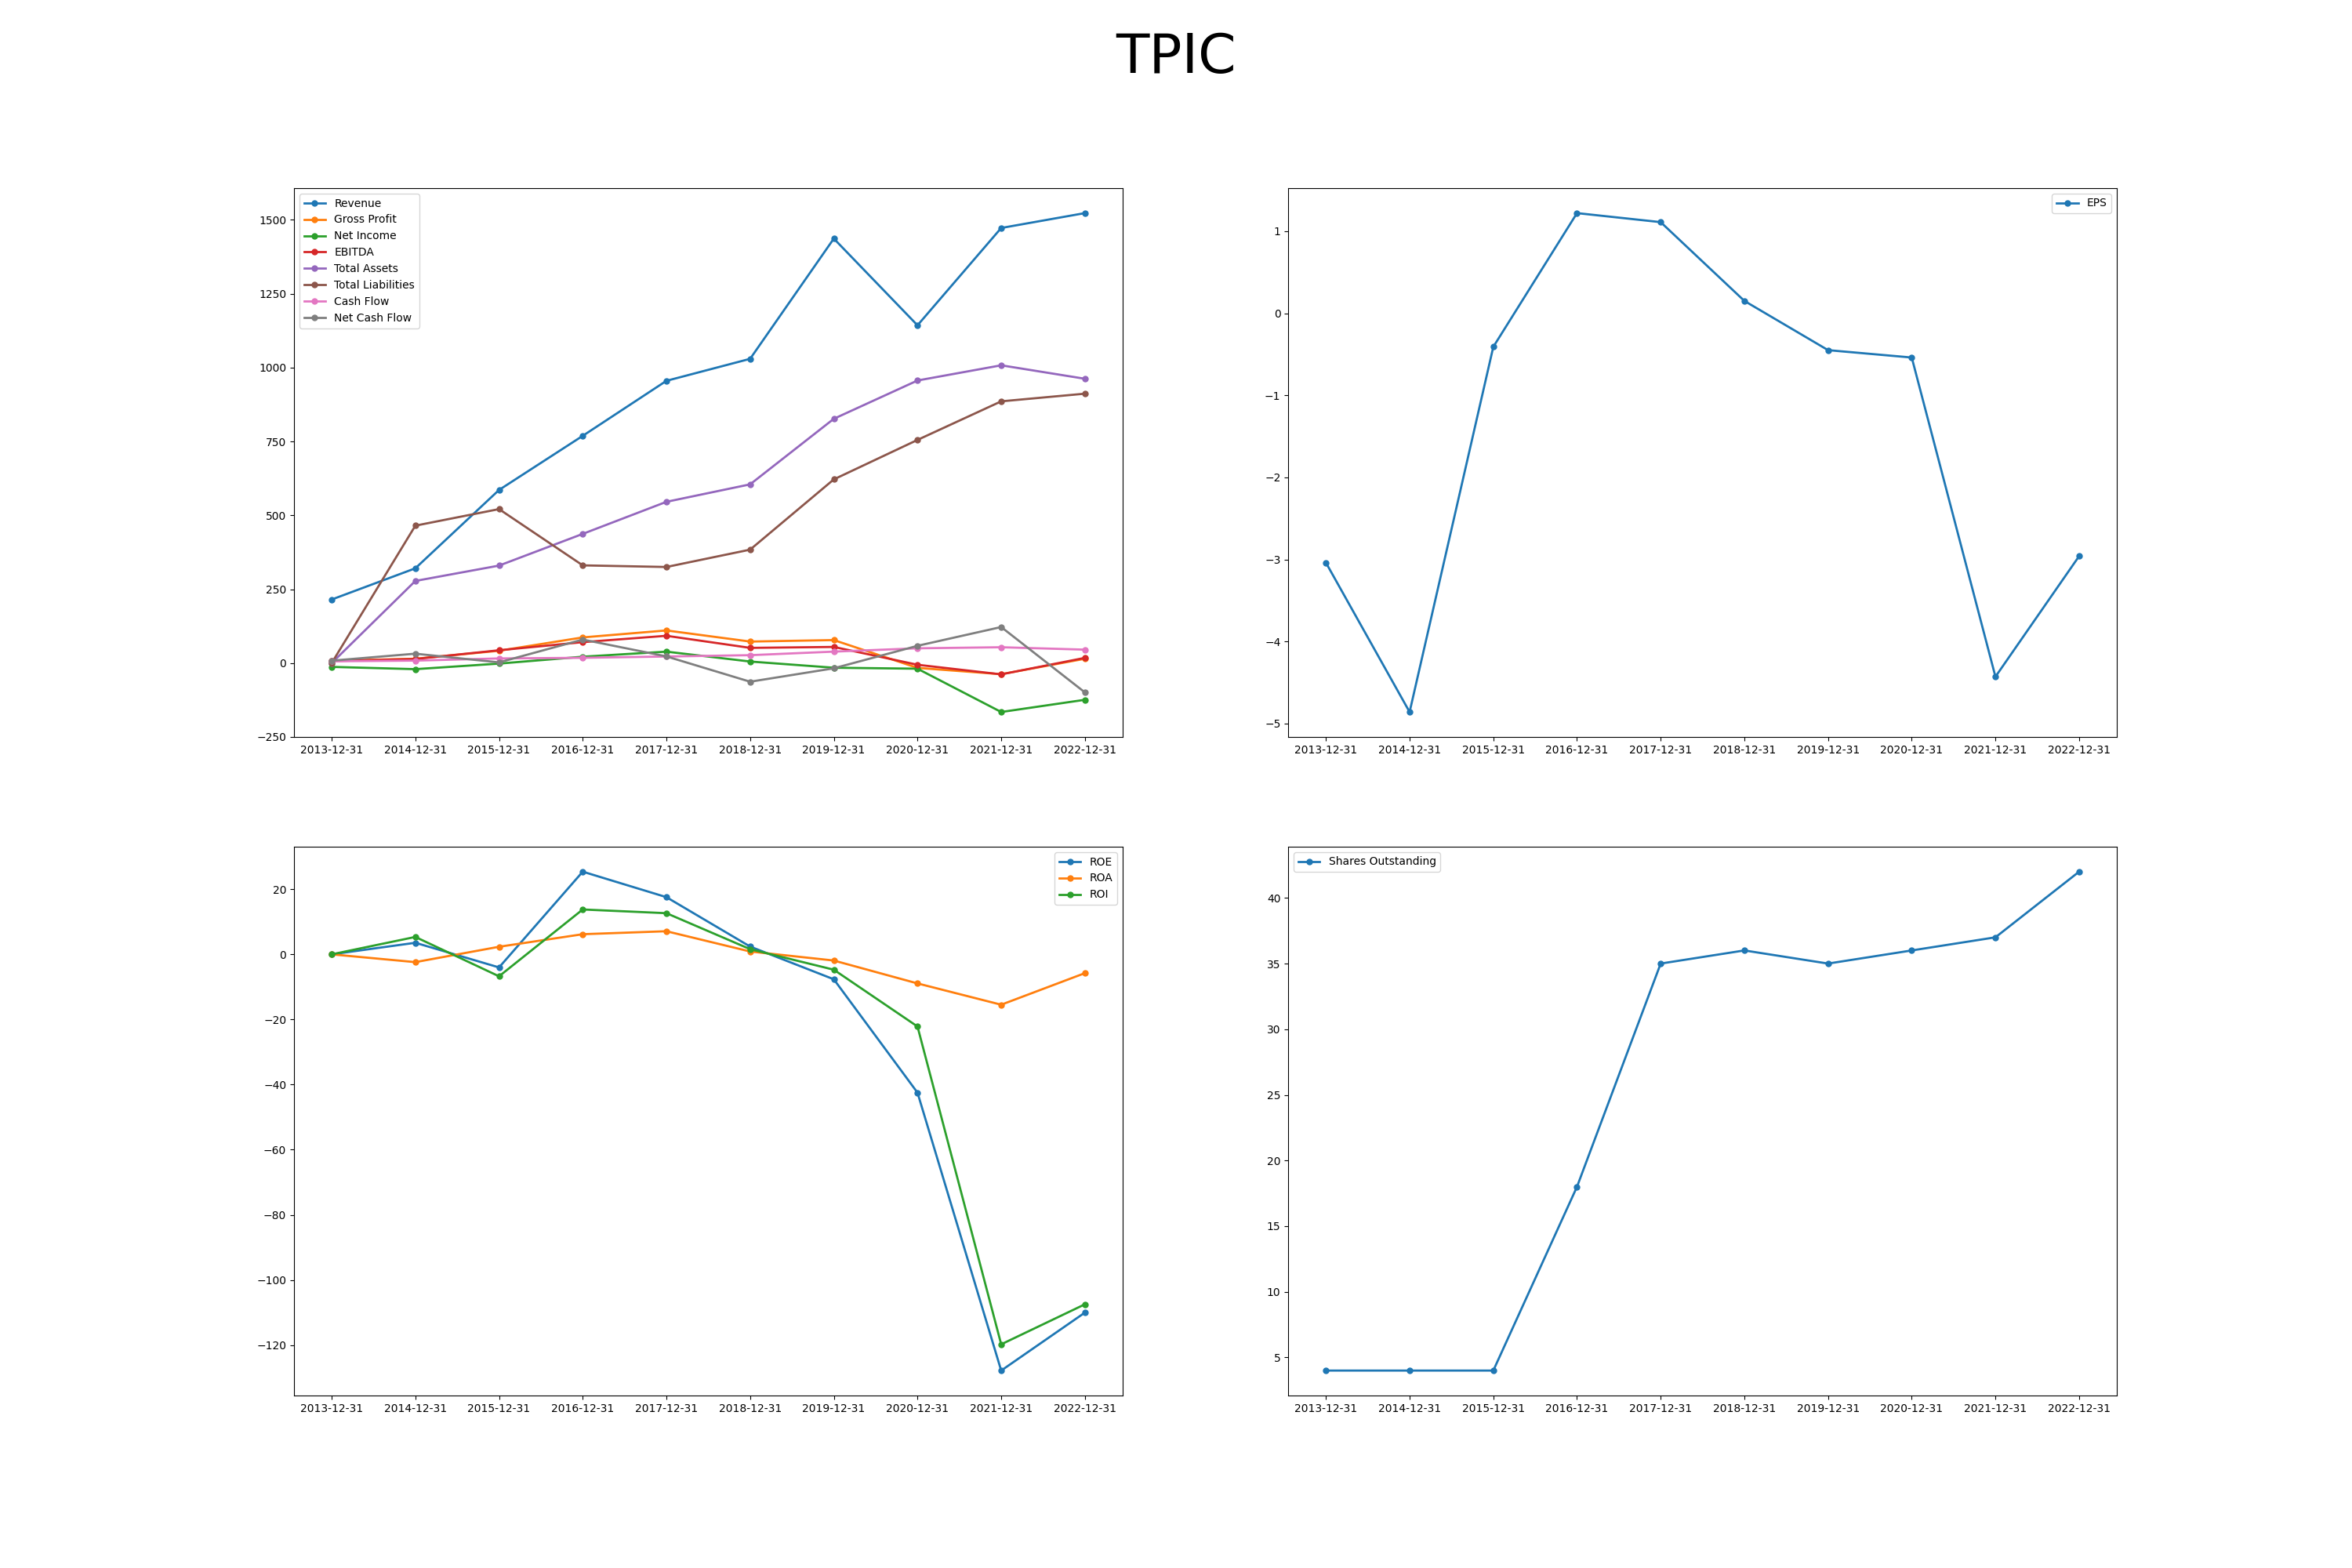 TPIC
Revenue
Gross Profit
Net Income
EBITDA
Total Assets
Total Liabilities
Cash Flow
Net Cash Flow
1500
1250
1000
750
500
250
0
−250
2013-12-31 2014-12-31 2015-12-31 2016-12-31 2017-12-31 2018-12-31 2019-12-31 2020-12-31 2021-12-31 2022-12-31
EPS
1
0
−1
−2
−3
−4
−5
2013-12-31 2014-12-31 2015-12-31 2016-12-31 2017-12-31 2018-12-31 2019-12-31 2020-12-31 2021-12-31 2022-12-31
ROE
ROA
ROI
20
0
−20
−40
−60
−80
−100
−120
2013-12-31 2014-12-31 2015-12-31 2016-12-31 2017-12-31 2018-12-31 2019-12-31 2020-12-31 2021-12-31 2022-12-31
Shares Outstanding
40
35
30
25
20
15
10
5
2013-12-31 2014-12-31 2015-12-31 2016-12-31 2017-12-31 2018-12-31 2019-12-31 2020-12-31 2021-12-31 2022-12-31